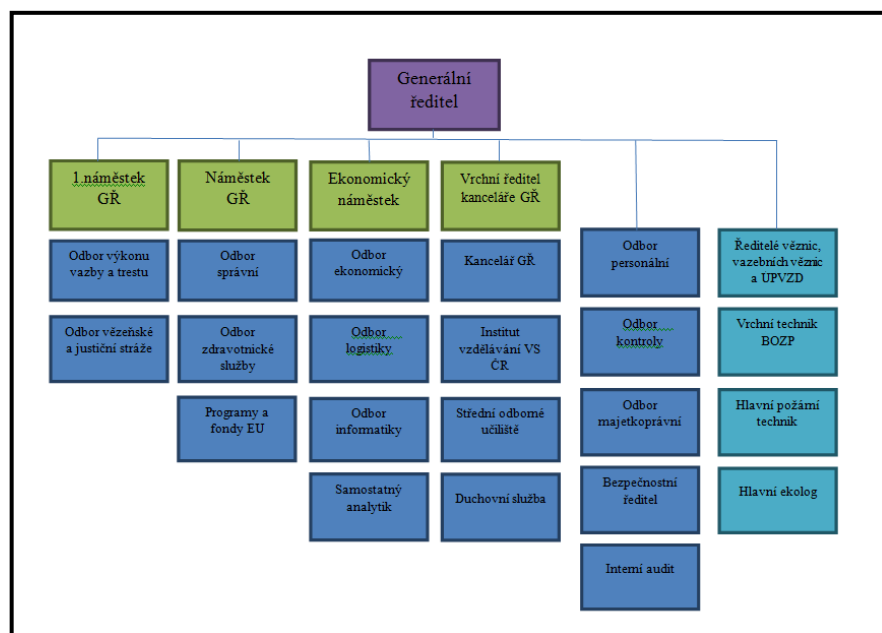 Generální
ředitel
1.náměstek
GŘ
Náměstek
GŘ
Ekonomický
náměstek
Vrchní ředitel
kanceláře GŘ
Odbor výkonu
vazby a trestu
Odbor
správní
Odbor
ekonomický
Kancelář GŘ
Odbor
personální
Ředitelé věznic,
vazebních věznic
a ÚPVZD
Odbor vězeňské
a justiční stráže
Odbor
zdravotnické
služby
Odbor
logistiky
Institut
vzdělávání VS
ČR
Odbor
kontroly
Vrchní technik
BOZP
Programy a
fondy EU
Odbor
informatiky
Střední odborné
učiliště
Odbor
majetkoprávní
Hlavní požární
technik
Samostatný
analytik
Duchovní služba
Bezpečnostní
ředitel
Hlavní ekolog
Interní audit